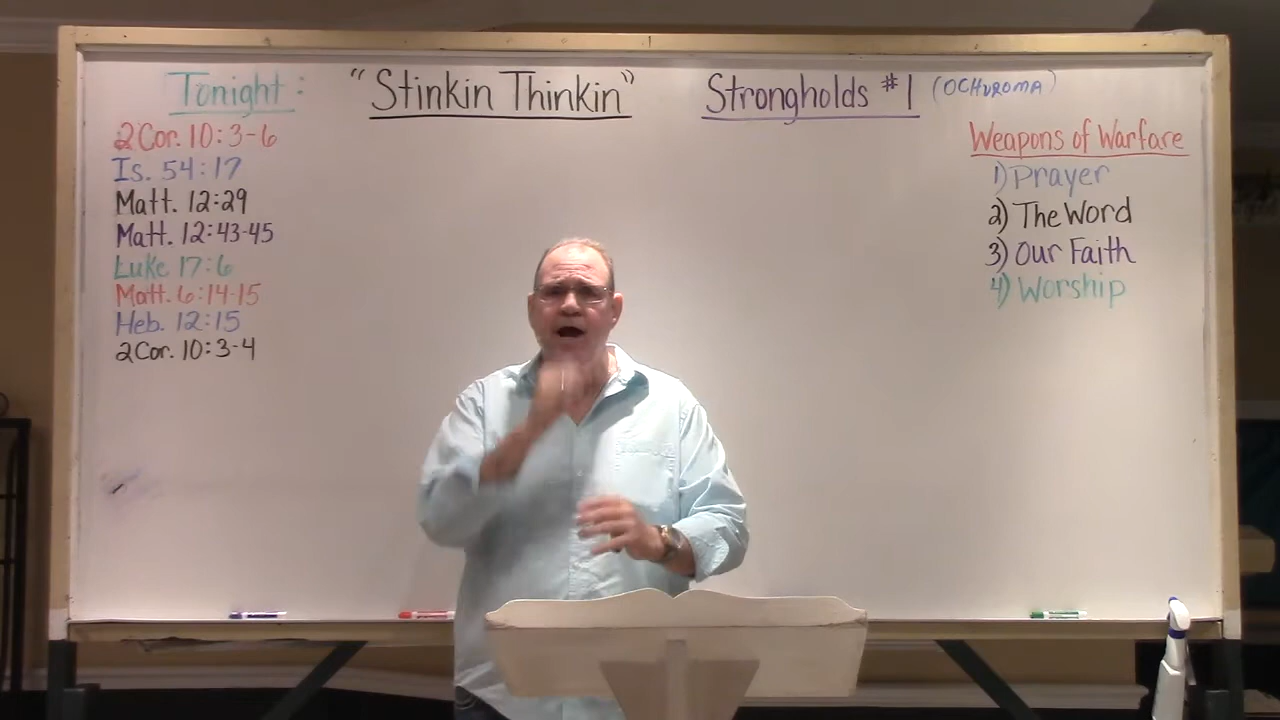 Tonight: "Stinkin Thinkin" Strongholds #1 (OCHUROMA)
2Cor. 10:3-6
Is. 54:17
Matt. 12:29
Matt. 12:43-45
Luke 17:6
Matt. 6:14-15
Heb. 12:15
2Cor. 10:3-4
Weapons of Warfare
1) Prayer
2) The Word
3) Our Faith
4) Worship